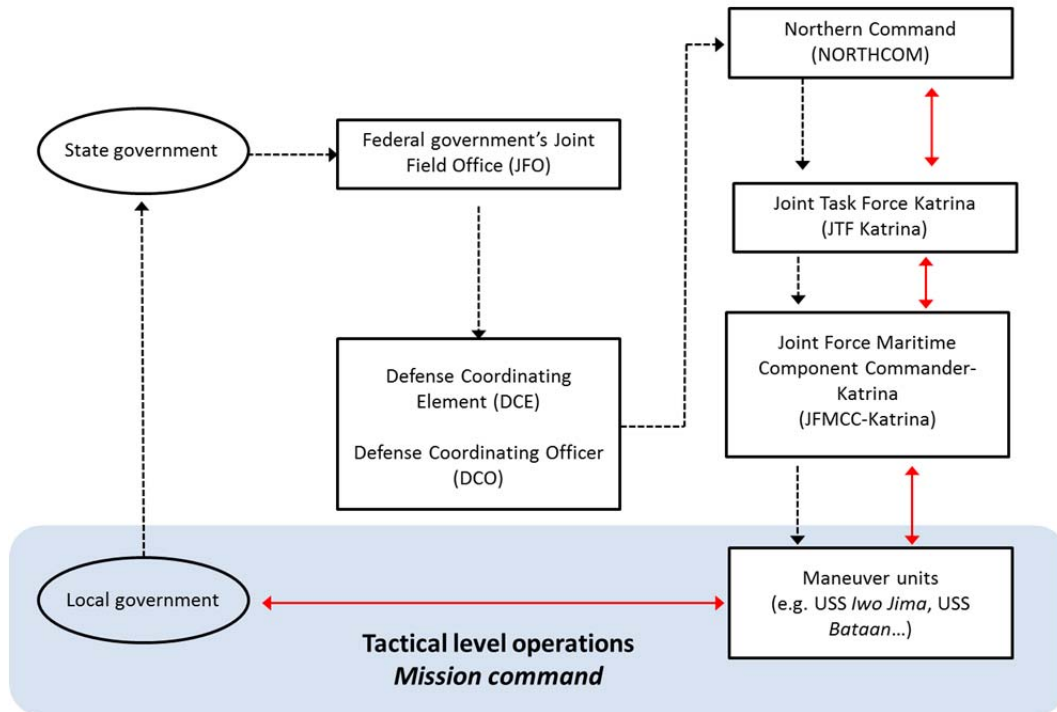 Northern Command
(NORTHCOM)
State government
Federal government's Joint
Field Office (JFO)
Joint Task Force Katrina
(JTF Katrina)
Defense Coordinating
Element (DCE)
Defense Coordinating Officer
(DCO)
Joint Force Maritime
Component Commander-
Katrina
(JFMCC-Katrina)
Local government
Maneuver units
(e.g. USS Iwo Jima, USS
Bataan…)
Tactical level operations
Mission command